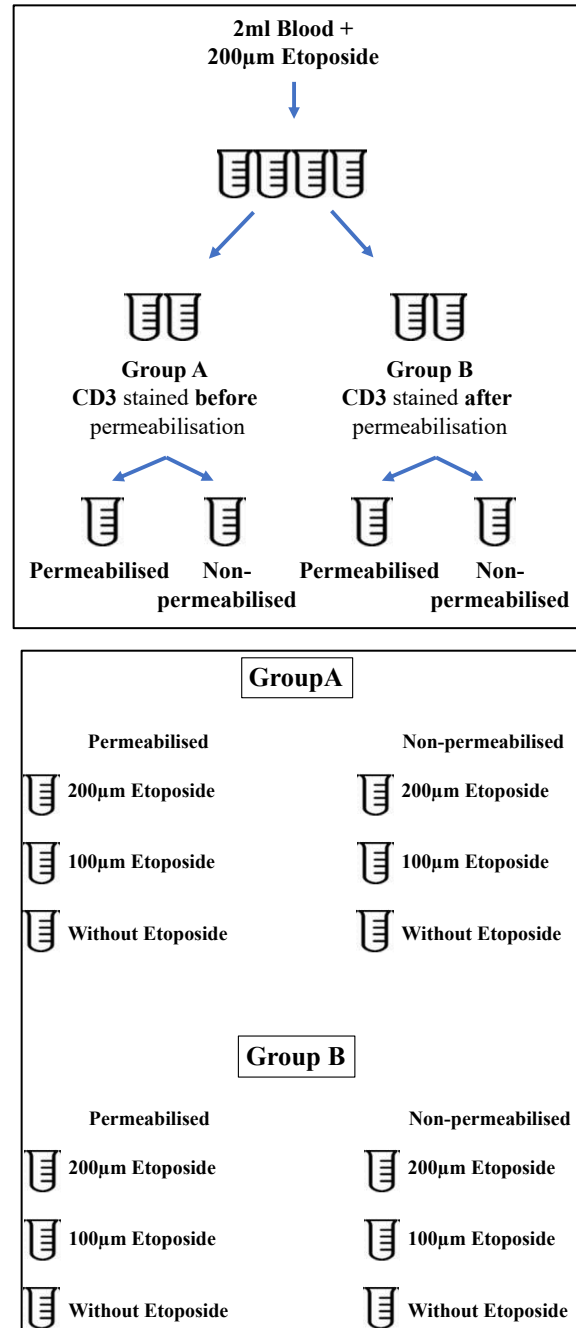 2ml Blood +
200µm Etoposide
Group A
CD3 stained before
permeabilisation
Group B
CD3 stained after
permeabilisation
Permeabilised
Non-
permeabilised
Permeabilised
Non-
permeabilised
GroupA
Permeabilised
Non-permeabilised
200µm Etoposide
200µm Etoposide
100µm Etoposide
100µm Etoposide
Without Etoposide
Without Etoposide
Group B
Permeabilised
Non-permeabilised
200µm Etoposide
200µm Etoposide
100µm Etoposide
100µm Etoposide
Without Etoposide
Without Etoposide